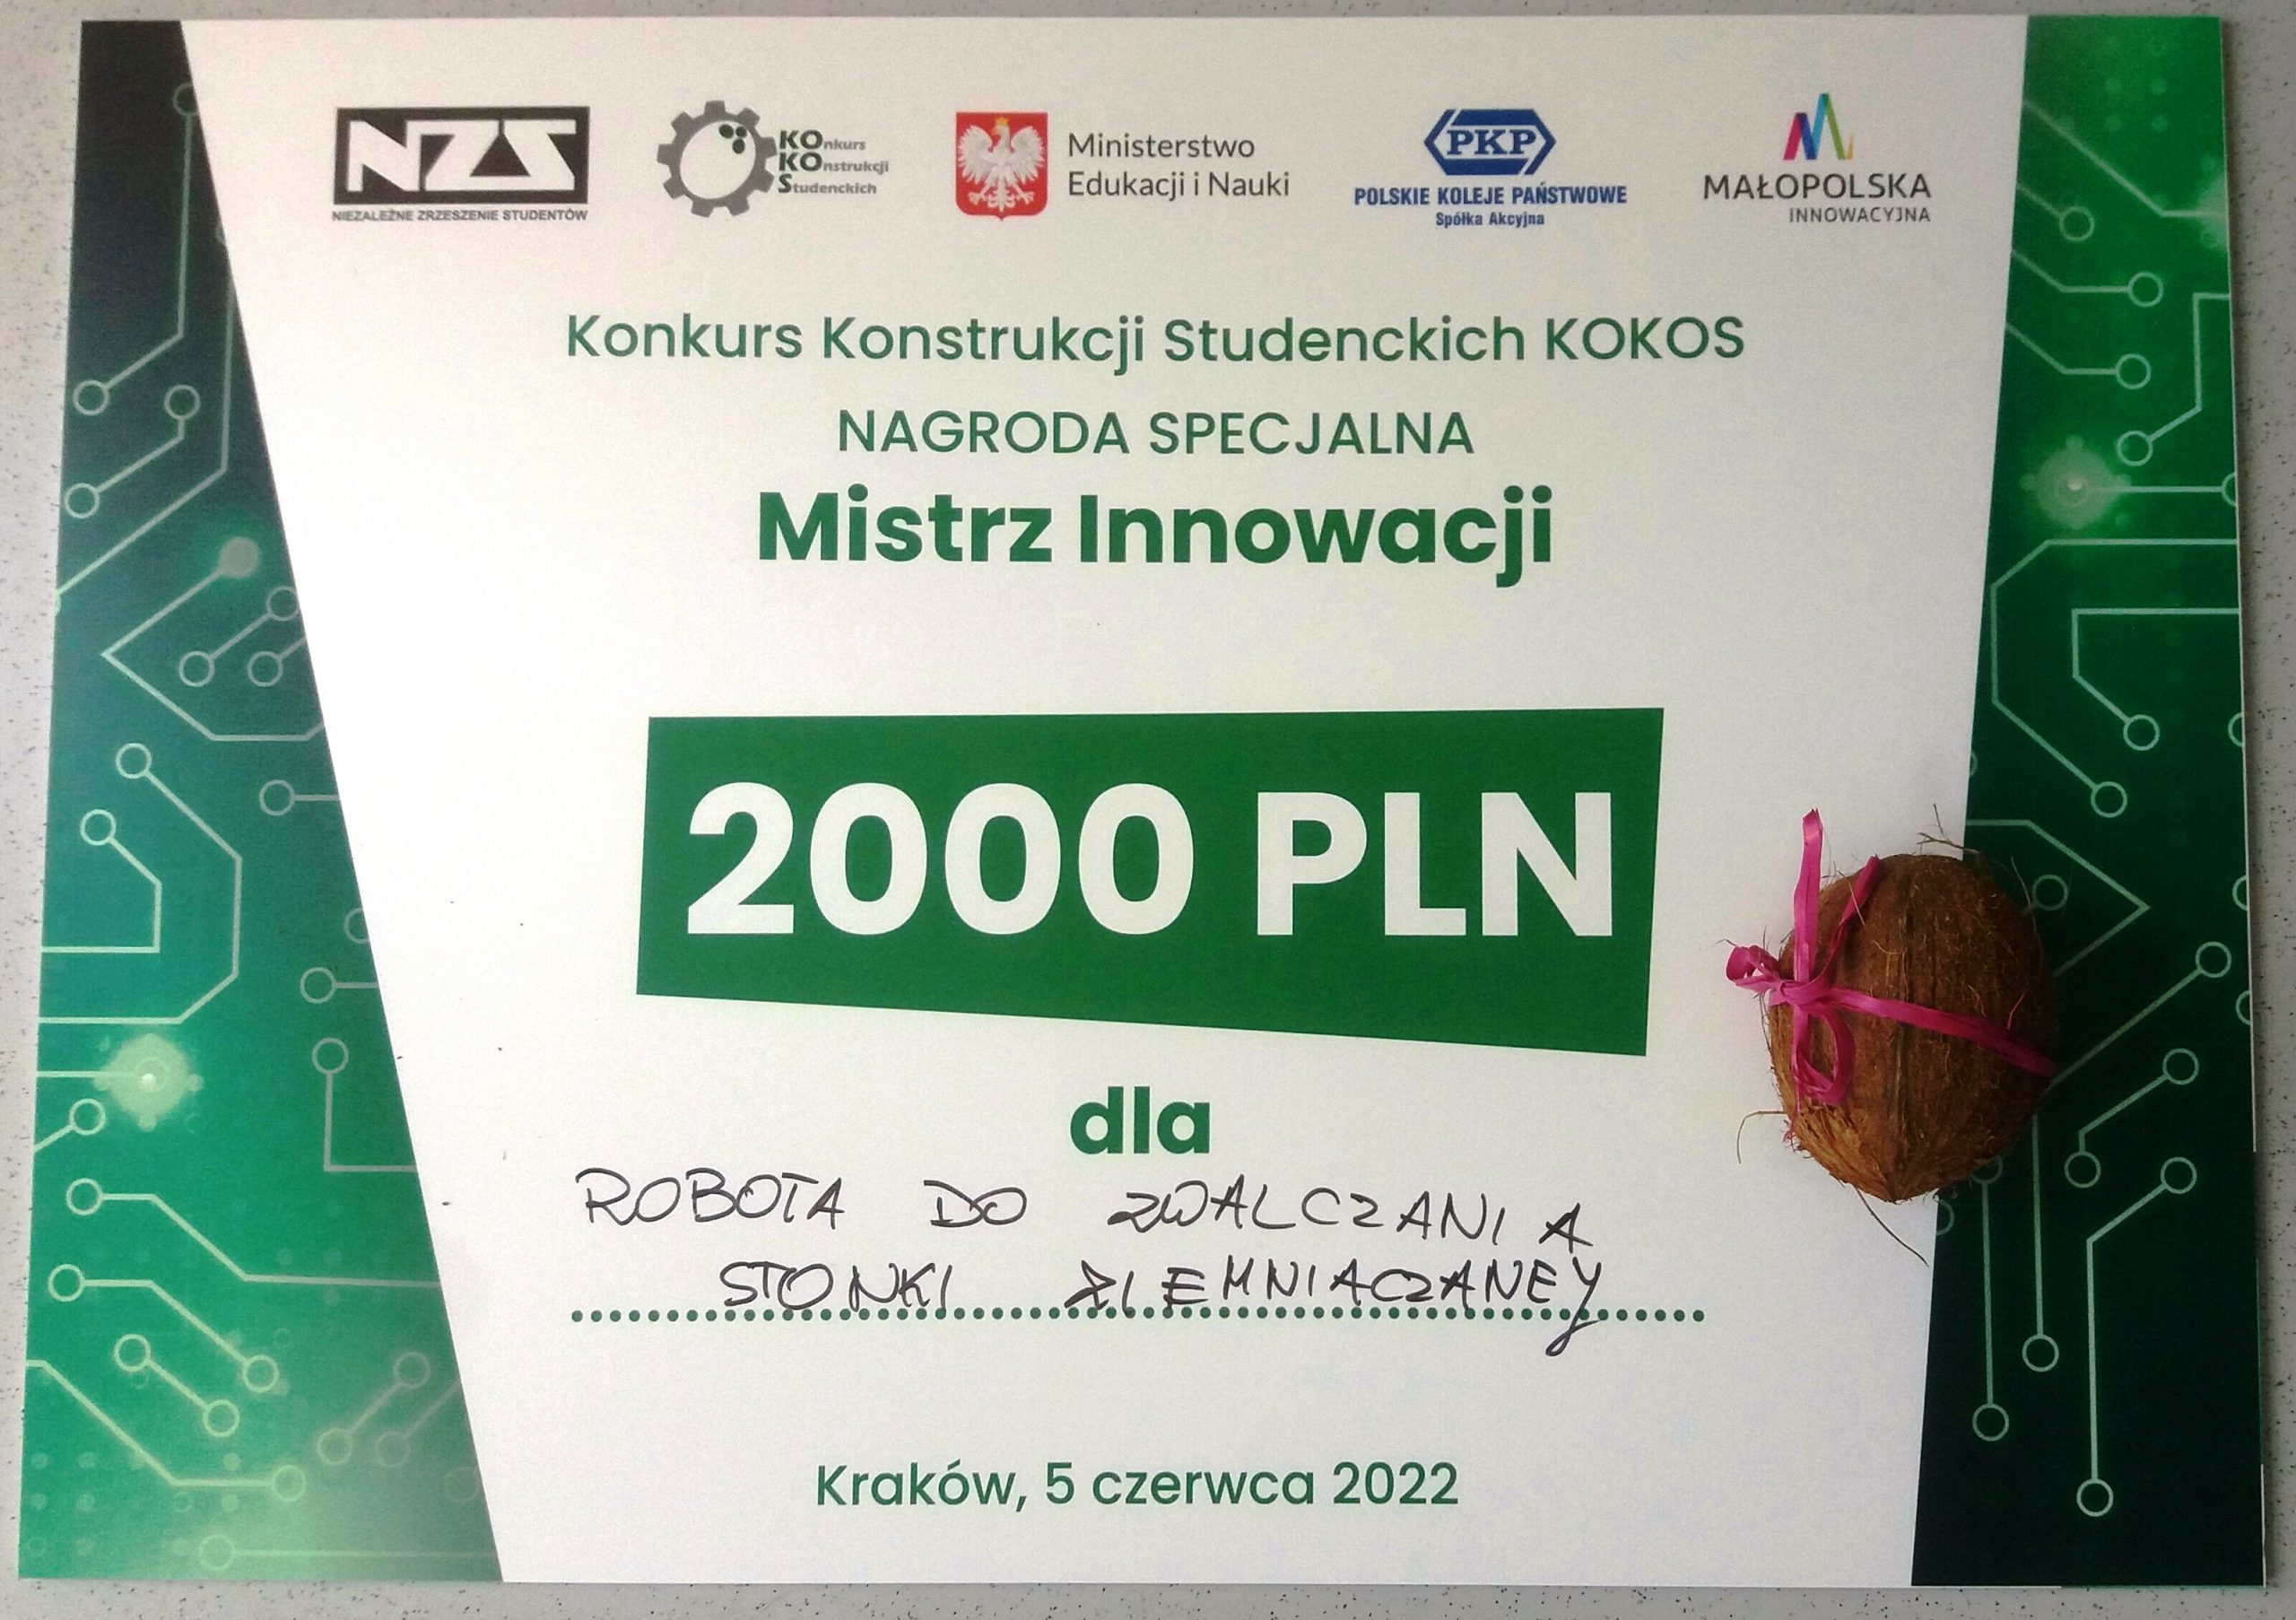 NZS
NIEZALEŻNE ZRZESZENIE STUDENTÓW
KOnkurs
KOnstrukcji
Studenckich
Ministerstwo
Edukacji i Nauki
PKP
POLSKIE KOLEJE PAŃSTWOWE
Spółka Akcyjna
MAŁOPOLSKA
INNOWACYJNA
Konkurs Konstrukcji Studenckich KOKOS
NAGRODA SPECJALNA
Mistrz Innowacji
2000 PLN
dla
ROBOTA DO ZWALCZANIA
STONKI ZIEMNIACZANEY
Kraków, 5 czerwca 2022